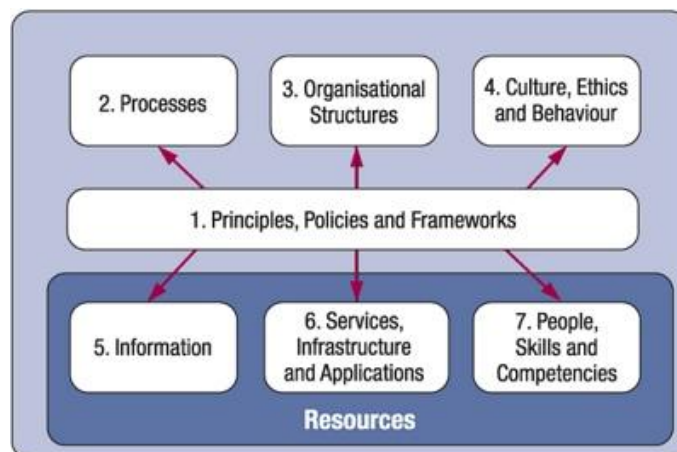 2. Processes
3. Organisational
Structures
4. Culture, Ethics
and Behaviour
1. Principles, Policies and Frameworks
5. Information
6. Services,
Infrastructure
and Applications
7. People,
Skills and
Competencies
Resources